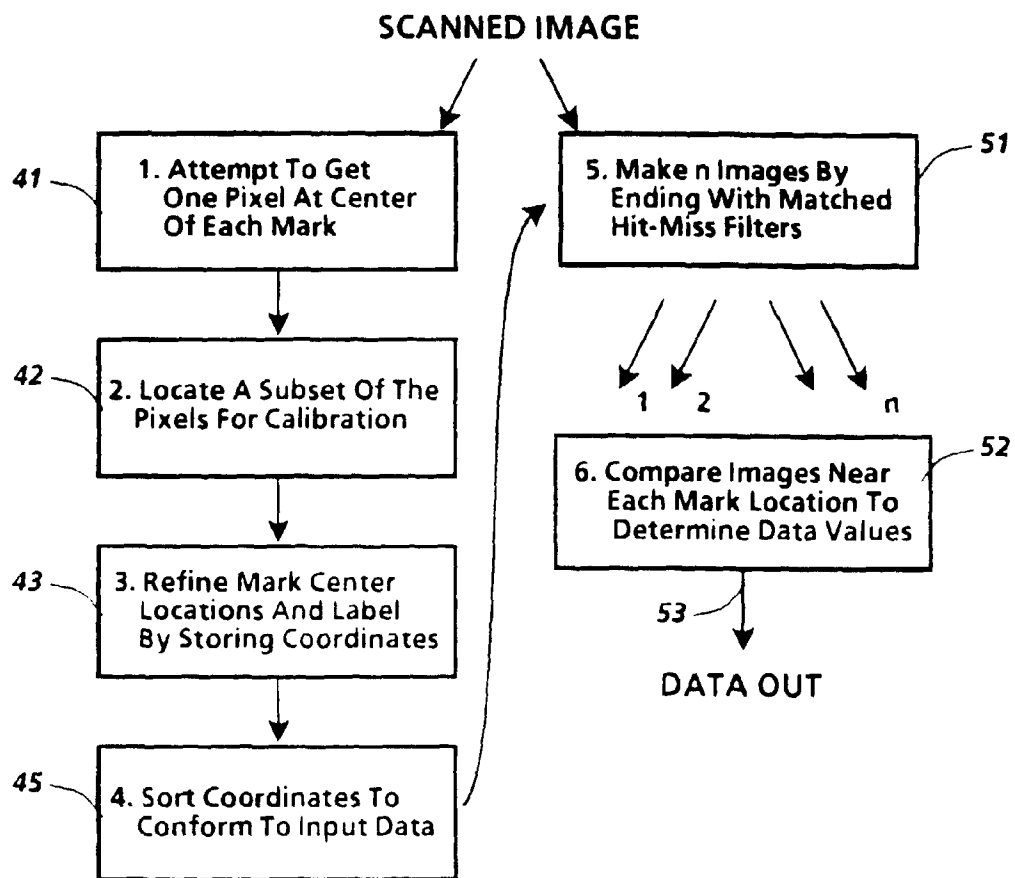 SCANNED IMAGE
41
1. Attempt To Get
One Pixel At Center
Of Each Mark
42
2. Locate A Subset Of The
Pixels For Calibration
43
3. Refine Mark Center
Locations And Label
By Storing Coordinates
45
4. Sort Coordinates To
Conform To Input Data
51
5. Make n Images By
Ending With Matched
Hit-Miss Filters
1 2 n
52
6. Compare Images Near
Each Mark Location To
Determine Data Values
53
DATA OUT